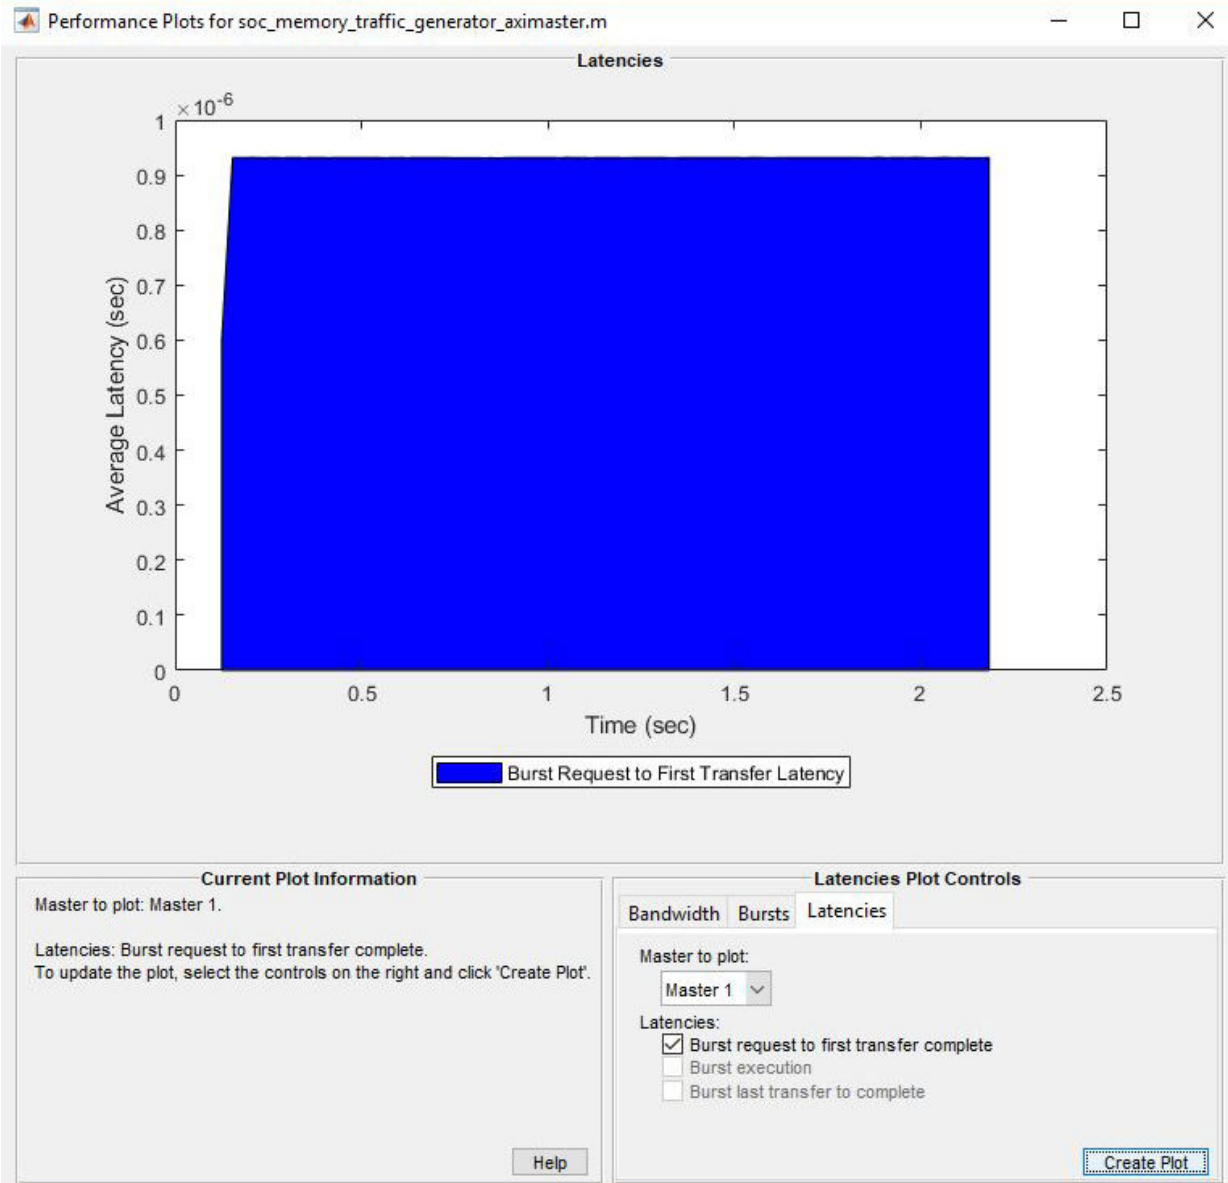 Performance Plots for soc_memory_traffic_generator_aximaster.m
Latencies
×10⁻⁶
1
0.9
0.8
0.7
0.6
0.5
0.4
0.3
0.2
0.1
0
Average Latency (sec)
0 0.5 1 1.5 2 2.5
Time (sec)
Burst Request to First Transfer Latency
Current Plot Information
Master to plot: Master 1.
Latencies: Burst request to first transfer complete.
To update the plot, select the controls on the right and click 'Create Plot'.
Help
Latencies Plot Controls
Bandwidth Bursts Latencies
Master to plot:
Master 1
Latencies:
Burst request to first transfer complete
Burst execution
Burst last transfer to complete
Create Plot